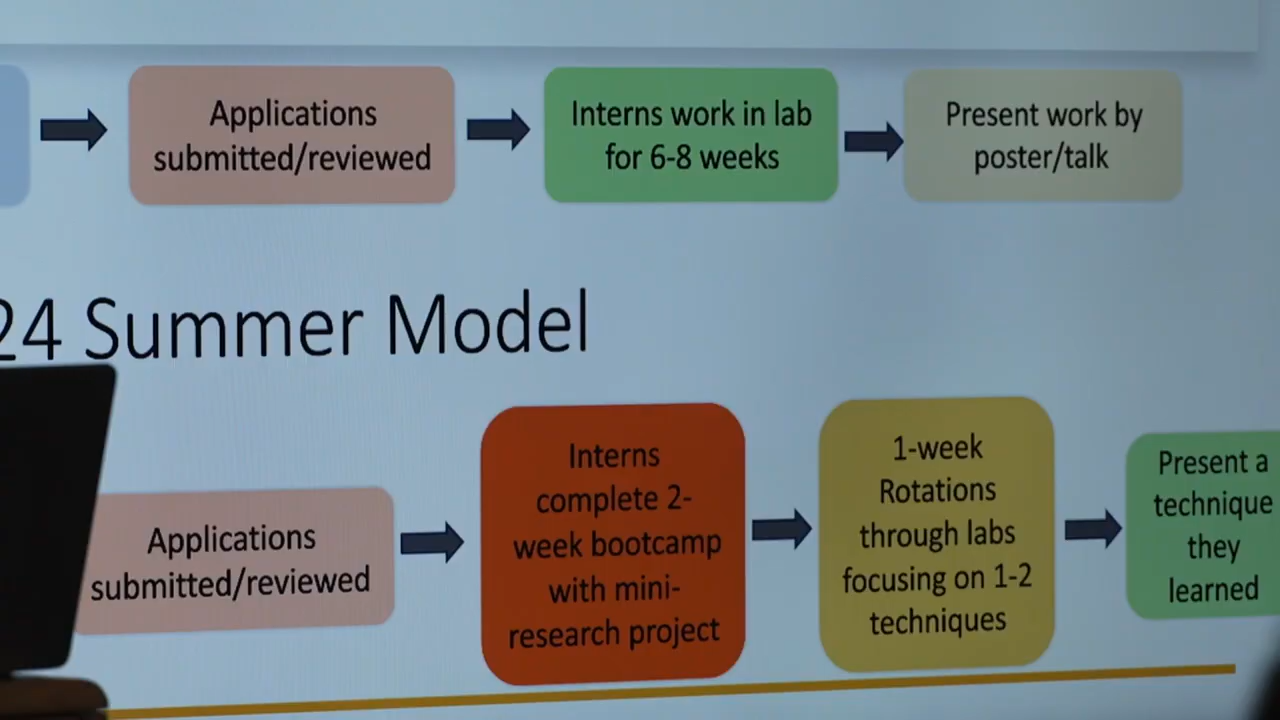 Applications
submitted/reviewed
Interns work in lab
for 6-8 weeks
Present work by
poster/talk
24 Summer Model
Applications
submitted/reviewed
Interns
complete 2-
week bootcamp
with mini-
research project
1-week
Rotations
through labs
focusing on 1-2
techniques
Present a
technique
they
learned